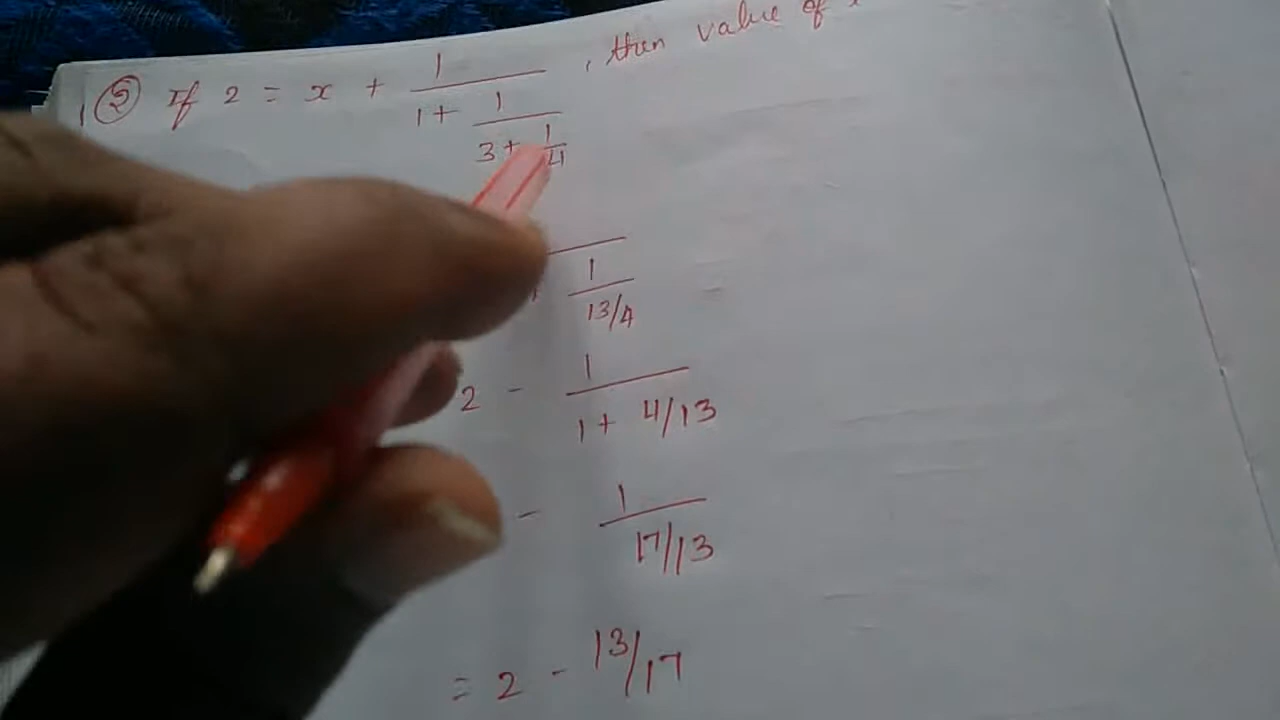 ② If 2 = x + 1/(1 + 1/(3 + 1/4)), then value of
1/(13/4)
2 - 1/(1 + 4/13)
- 1/(17/13)
= 2 - 13/17